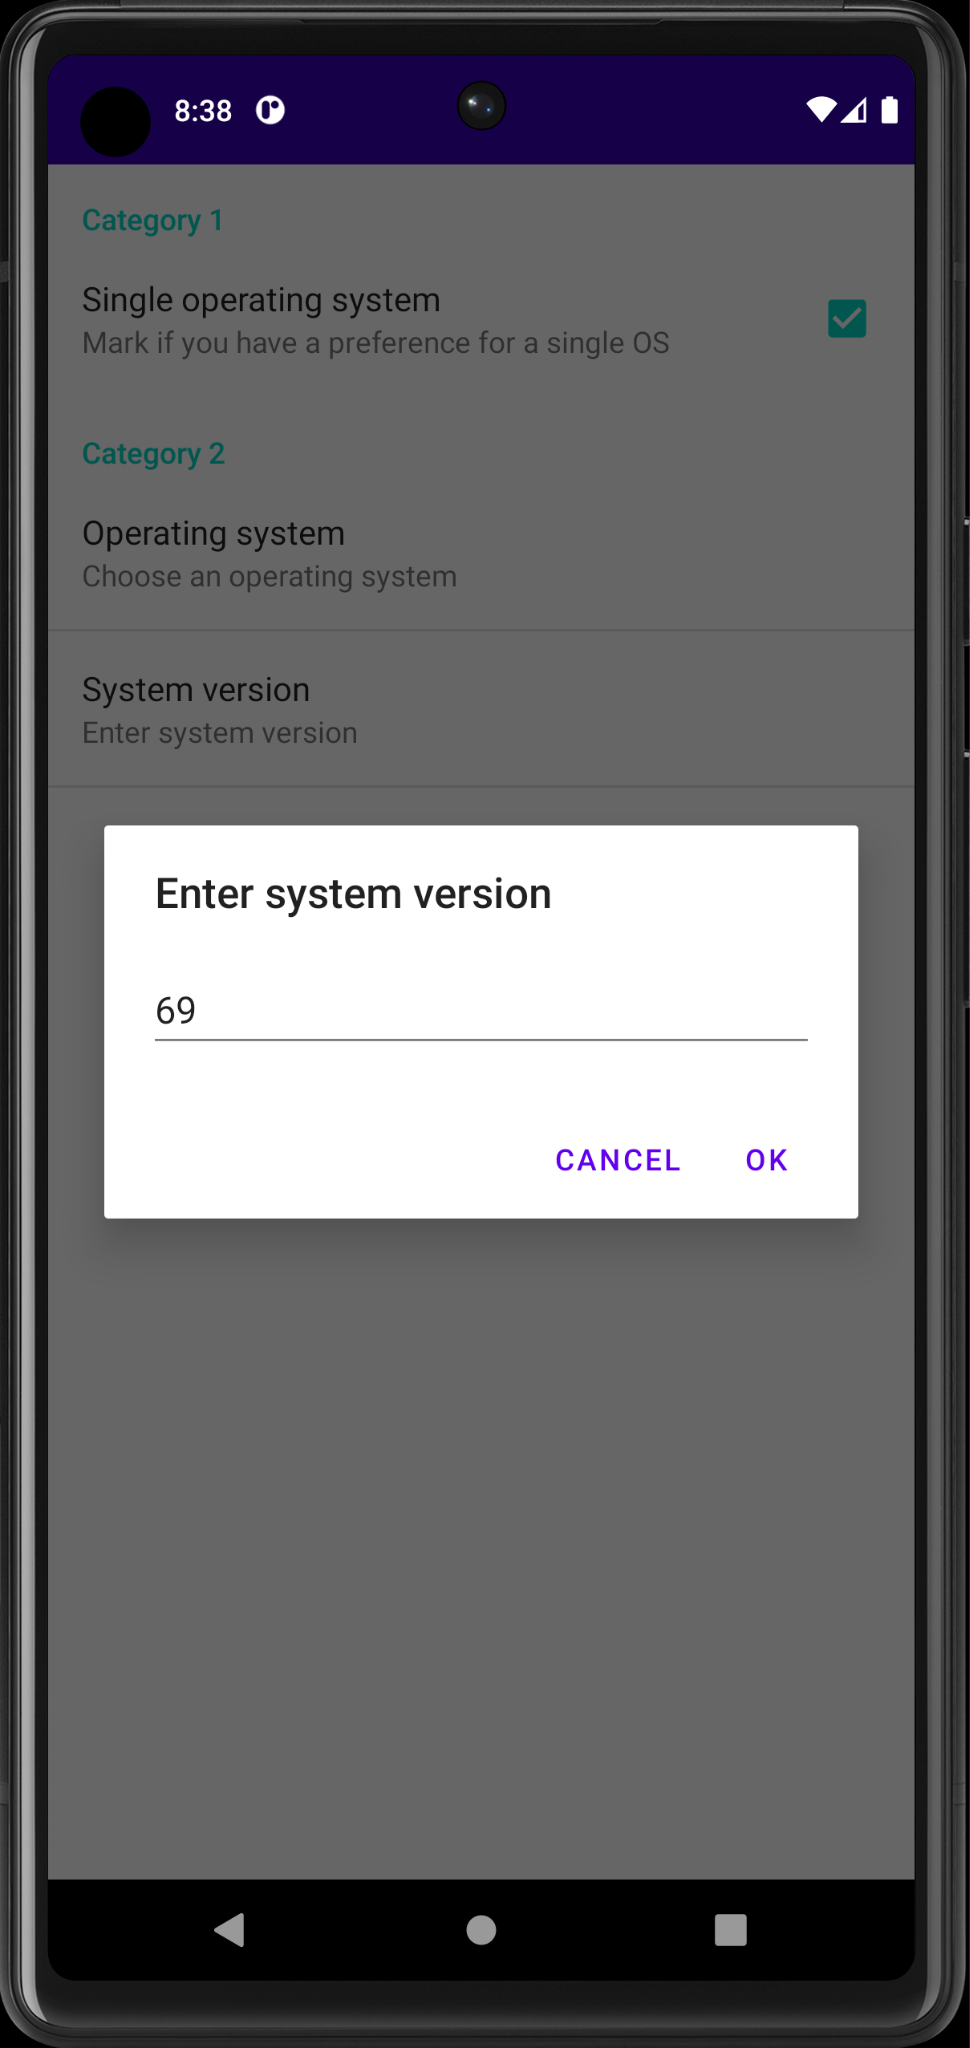 8:38
Category 1
Single operating system
Mark if you have a preference for a single OS
Category 2
Operating system
Choose an operating system
System version
Enter system version
Enter system version
69
CANCEL OK